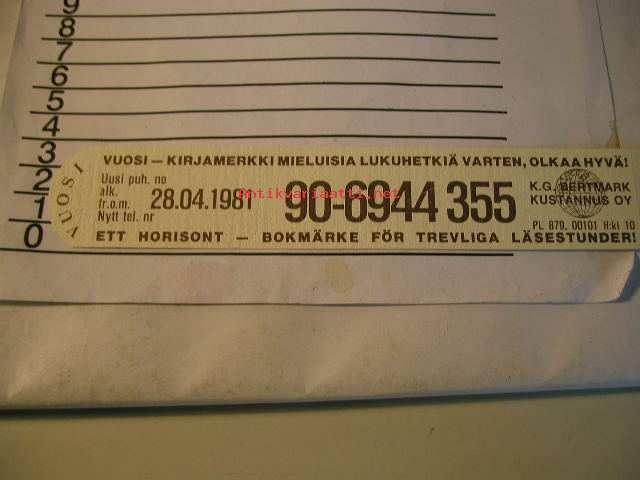 9
8
7
6
5
4
3
2
1
0
VUOSI
VUOSI — KIRJAMERKKI MIELUISIA LUKUHETKIÄ VARTEN, OLKAA HYVÄ!
Uusi puh. no
alk.
fr.o.m. 28.04.1981
Nytt tel. nr
90-6944 355
K.G. BERTMARK
KUSTANNUS OY
PL 879, 00101 H:ki 10
ETT HORISONT — BOKMÄRKE FÖR TREVLIGA LÄSESTUNDER!
Antikvariaatit.net